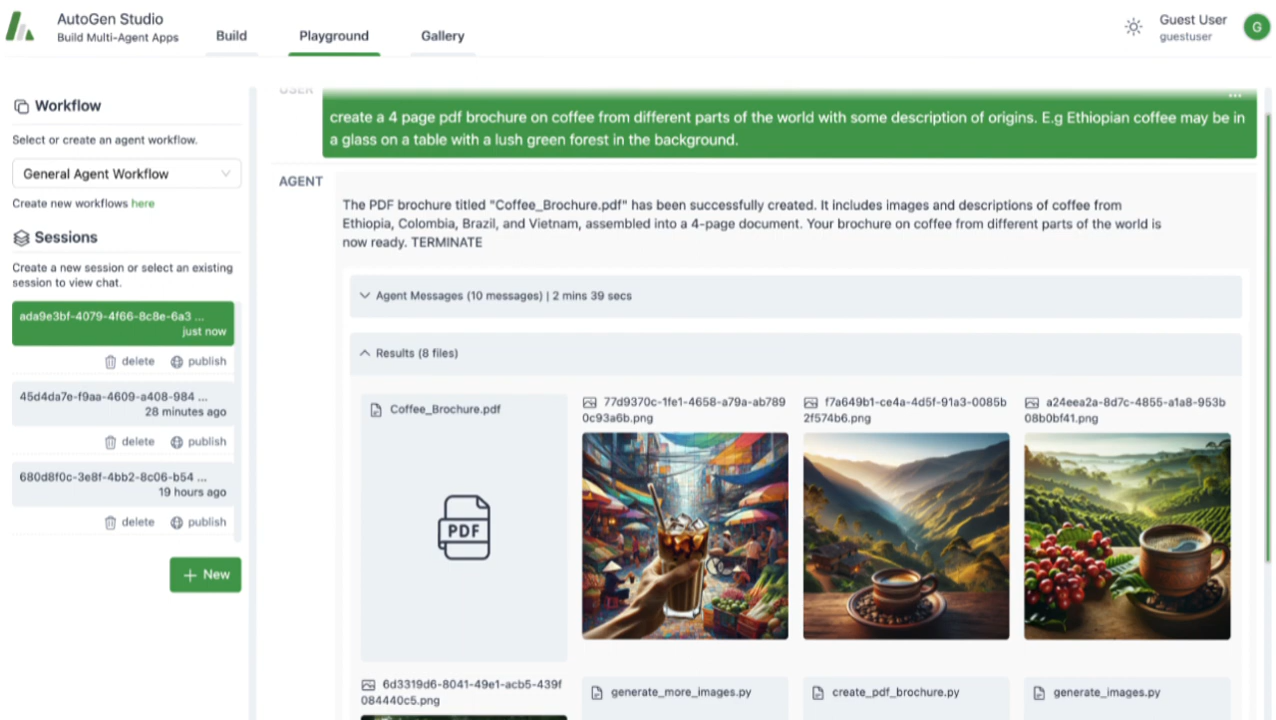 AutoGen Studio
Build Multi-Agent Apps
Build
Playground
Gallery
Guest User
guestuser
G
Workflow
Select or create an agent workflow.
General Agent Workflow
Create new workflows here
Sessions
Create a new session or select an existing
session to view chat.
ada9e3bf-4079-4f66-8c8e-6a3 ...
just now
delete
publish
45d4da7e-f9aa-4609-a408-984 ...
28 minutes ago
delete
publish
680d8f0c-3e8f-4bb2-8c06-b54 ...
19 hours ago
delete
publish
+ New
USER
...
create a 4 page pdf brochure on coffee from different parts of the world with some description of origins. E.g Ethiopian coffee may be in
a glass on a table with a lush green forest in the background.
AGENT
The PDF brochure titled "Coffee_Brochure.pdf" has been successfully created. It includes images and descriptions of coffee from
Ethiopia, Colombia, Brazil, and Vietnam, assembled into a 4-page document. Your brochure on coffee from different parts of the world is
now ready. TERMINATE
Agent Messages (10 messages) | 2 mins 39 secs
Results (8 files)
Coffee_Brochure.pdf
PDF
77d9370c-1fe1-4658-a79a-ab789
0c93a6b.png
f7a649b1-ce4a-4d5f-91a3-0085b
2f574b6.png
a24eea2a-8d7c-4855-a1a8-953b
08b0bf41.png
6d3319d6-8041-49e1-acb5-439f
084440c5.png
generate_more_images.py
create_pdf_brochure.py
generate_images.py